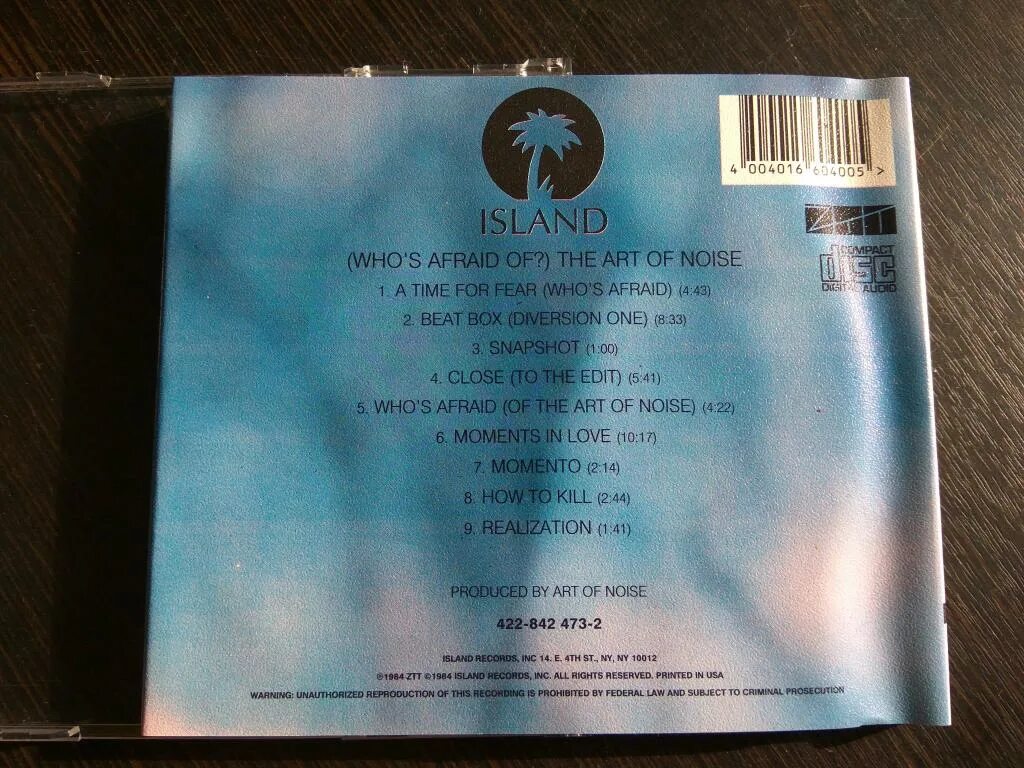 ISLAND
4 004016 604005 >
ZTT
COMPACT
disc
DIGITAL AUDIO
(WHO'S AFRAID OF?) THE ART OF NOISE
1. A TIME FOR FEAR (WHO'S AFRAID) (4:43)
2. BEAT BOX (DIVERSION ONE) (8:33)
3. SNAPSHOT (1:00)
4. CLOSE (TO THE EDIT) (5:41)
5. WHO'S AFRAID (OF THE ART OF NOISE) (4:22)
6. MOMENTS IN LOVE (10:17)
7. MOMENTO (2:14)
8. HOW TO KILL (2:44)
9. REALIZATION (1:41)
PRODUCED BY ART OF NOISE
422-842 473-2
ISLAND RECORDS, INC 14. E. 4TH ST., NY, NY 10012
℗1984 ZTT ©1984 ISLAND RECORDS, INC. ALL RIGHTS RESERVED. PRINTED IN USA
WARNING: UNAUTHORIZED REPRODUCTION OF THIS RECORDING IS PROHIBITED BY FEDERAL LAW AND SUBJECT TO CRIMINAL PROSECUTION